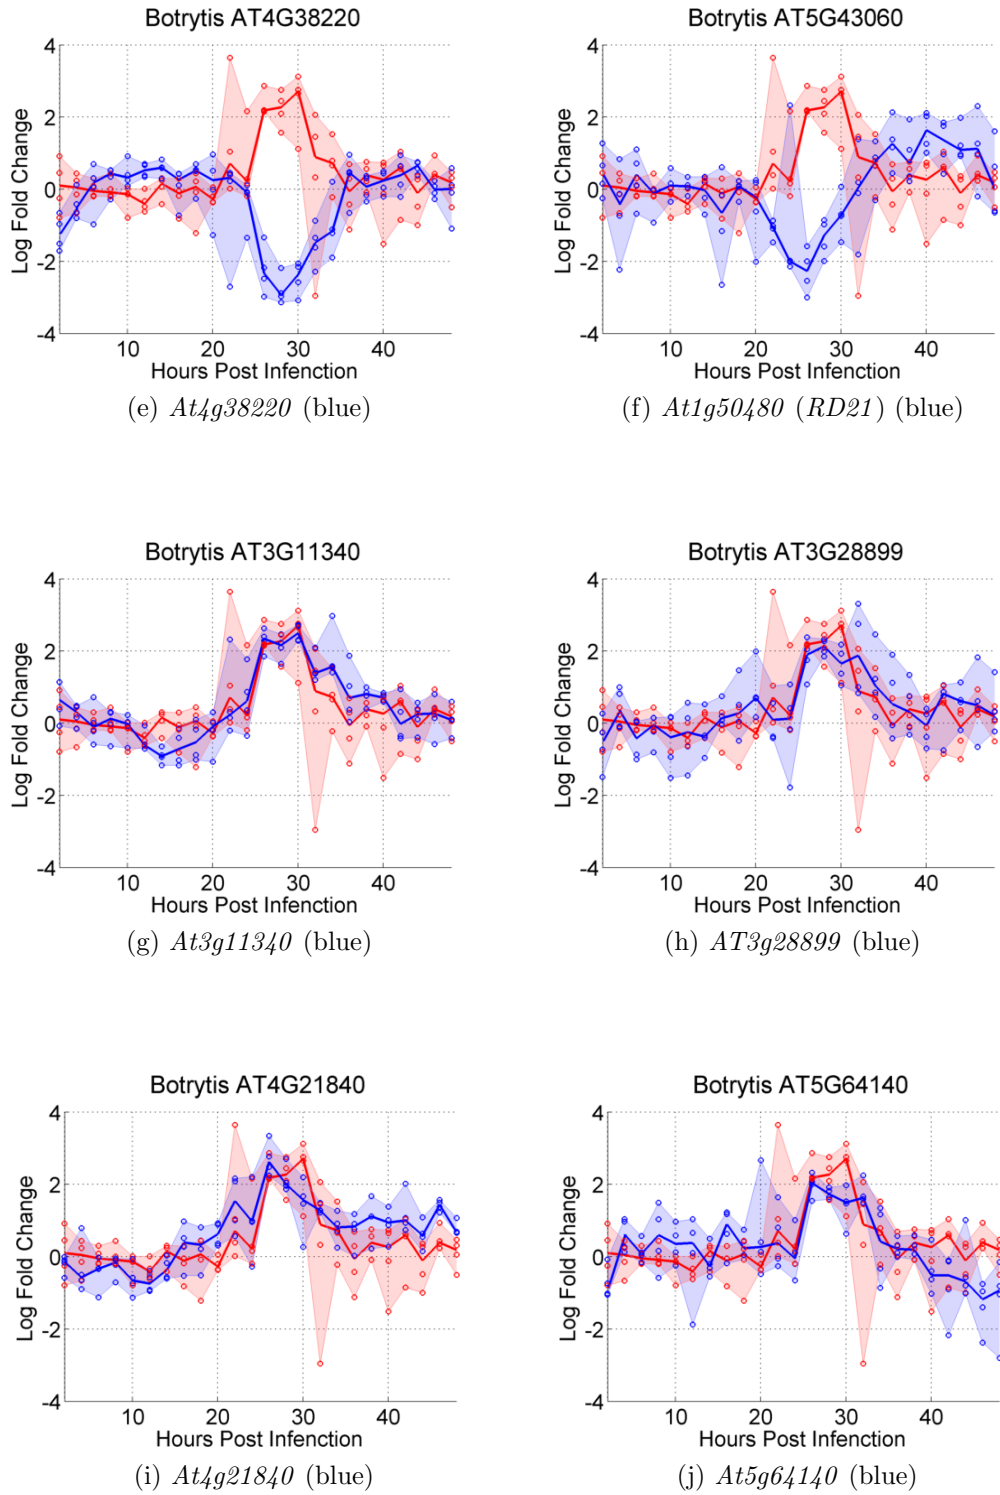 Botrytis AT4G38220
Log Fold Change
4
2
0
-2
-4
10 20 30 40
Hours Post Infenction
(e) At4g38220 (blue)
Botrytis AT5G43060
Log Fold Change
4
2
0
-2
-4
10 20 30 40
Hours Post Infenction
(f) At1g50480 (RD21) (blue)
Botrytis AT3G11340
Log Fold Change
4
2
0
-2
-4
10 20 30 40
Hours Post Infenction
(g) At3g11340 (blue)
Botrytis AT3G28899
Log Fold Change
4
2
0
-2
-4
10 20 30 40
Hours Post Infenction
(h) AT3g28899 (blue)
Botrytis AT4G21840
Log Fold Change
4
2
0
-2
-4
10 20 30 40
Hours Post Infenction
(i) At4g21840 (blue)
Botrytis AT5G64140
Log Fold Change
4
2
0
-2
-4
10 20 30 40
Hours Post Infenction
(j) At5g64140 (blue)